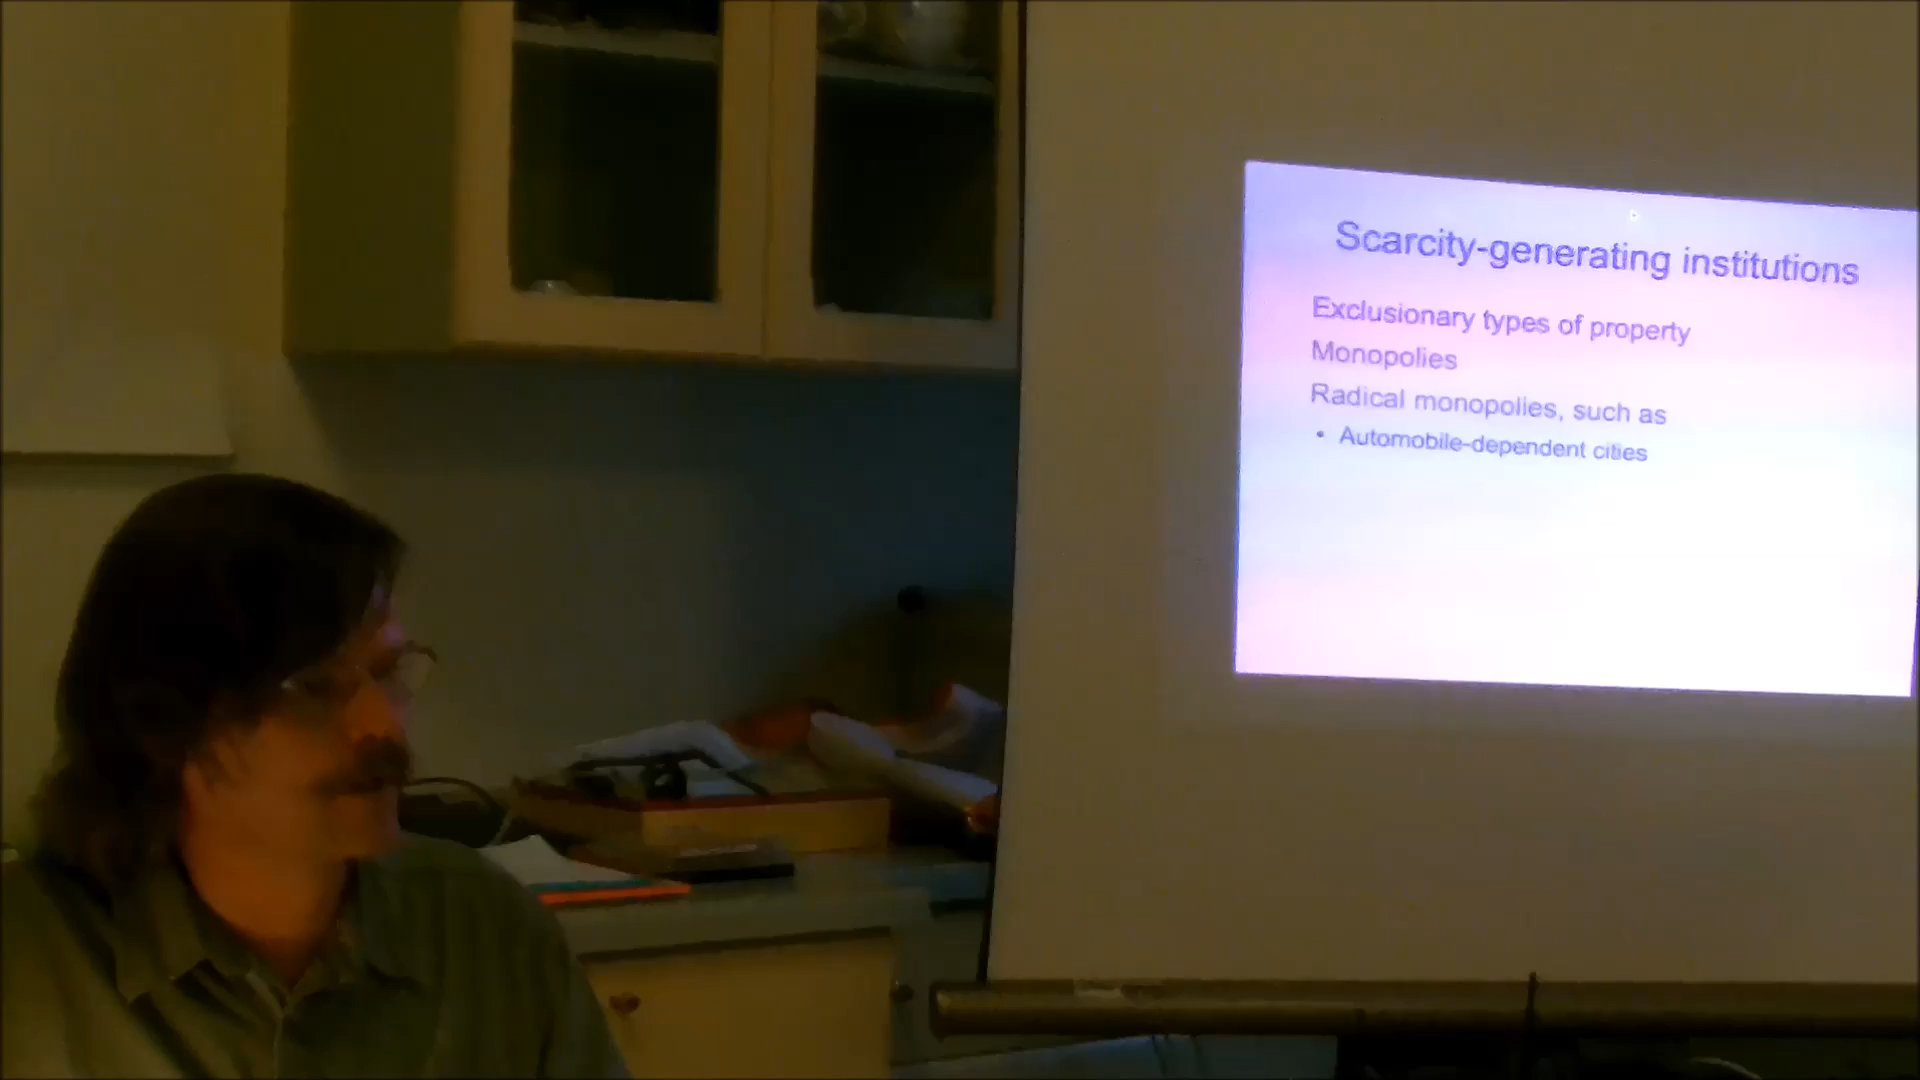 Scarcity-generating institutions
Exclusionary types of property
Monopolies
Radical monopolies, such as
• Automobile-dependent cities